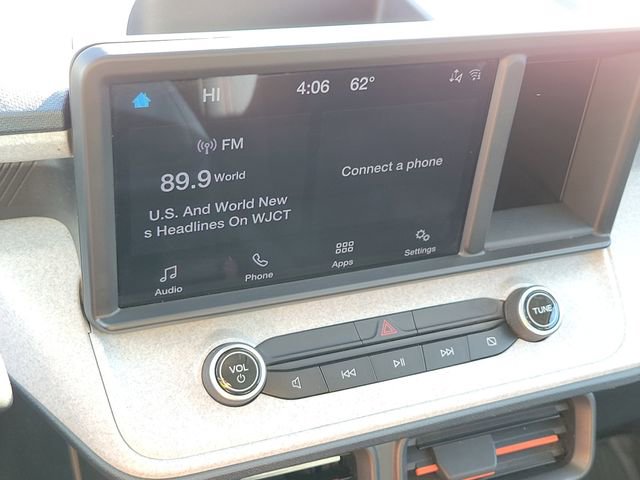 HI 4:06 62°
FM
89.9 World
U.S. And World New
s Headlines On WJCT
Connect a phone
Audio Phone Apps Settings
VOL
TUNE